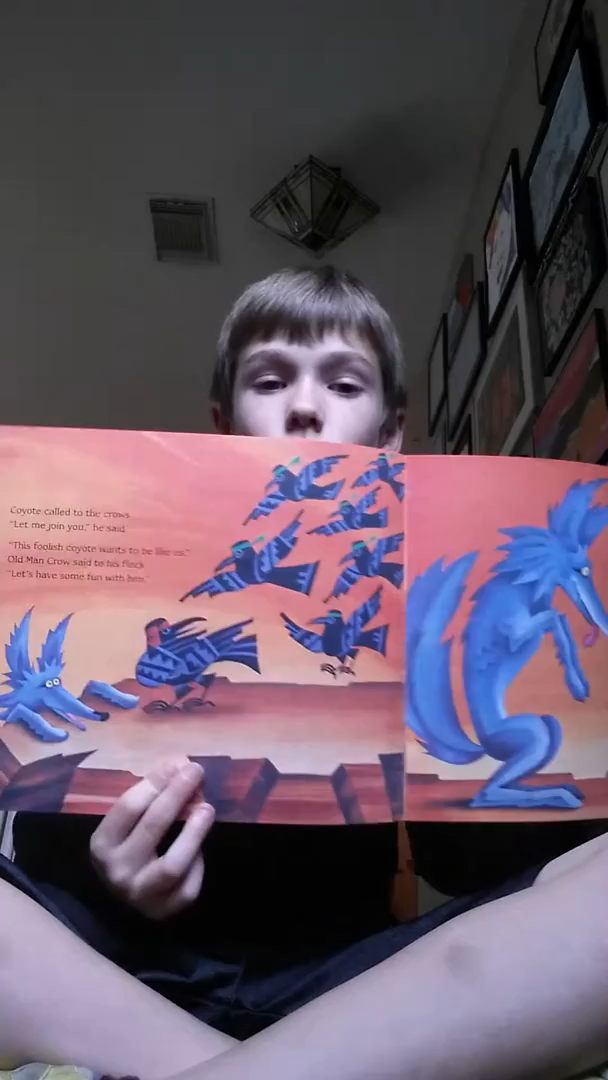 Coyote called to the crows.
"Let me join you," he said.
"This foolish coyote wants to be like us,"
Old Man Crow said to his flock.
"Let's have some fun with him."